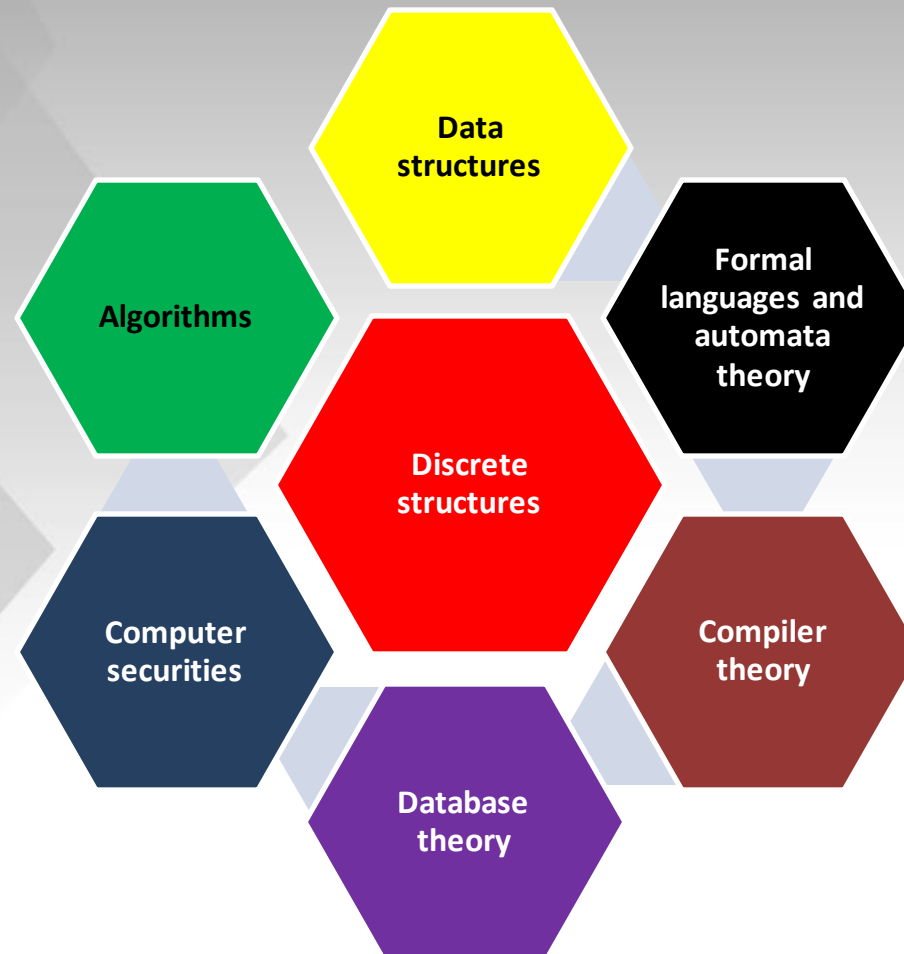 Data
structures
Algorithms
Formal
languages and
automata
theory
Discrete
structures
Computer
securities
Compiler
theory
Database
theory